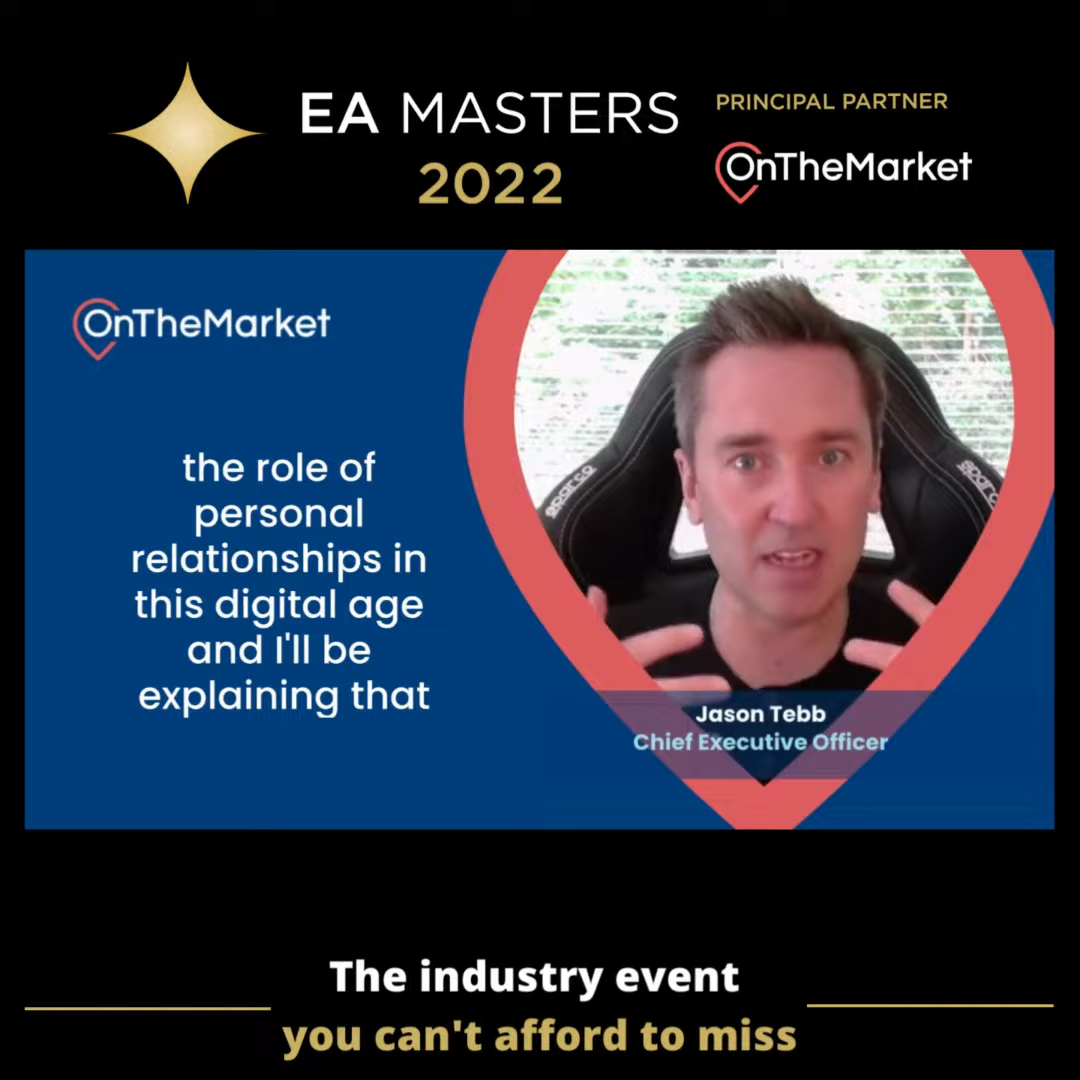 EA MASTERS
2022
PRINCIPAL PARTNER
OnTheMarket
OnTheMarket
the role of
personal
relationships in
this digital age
and I'll be
explaining that
sparco
sparco
Jason Tebb
Chief Executive Officer
The industry event
you can't afford to miss